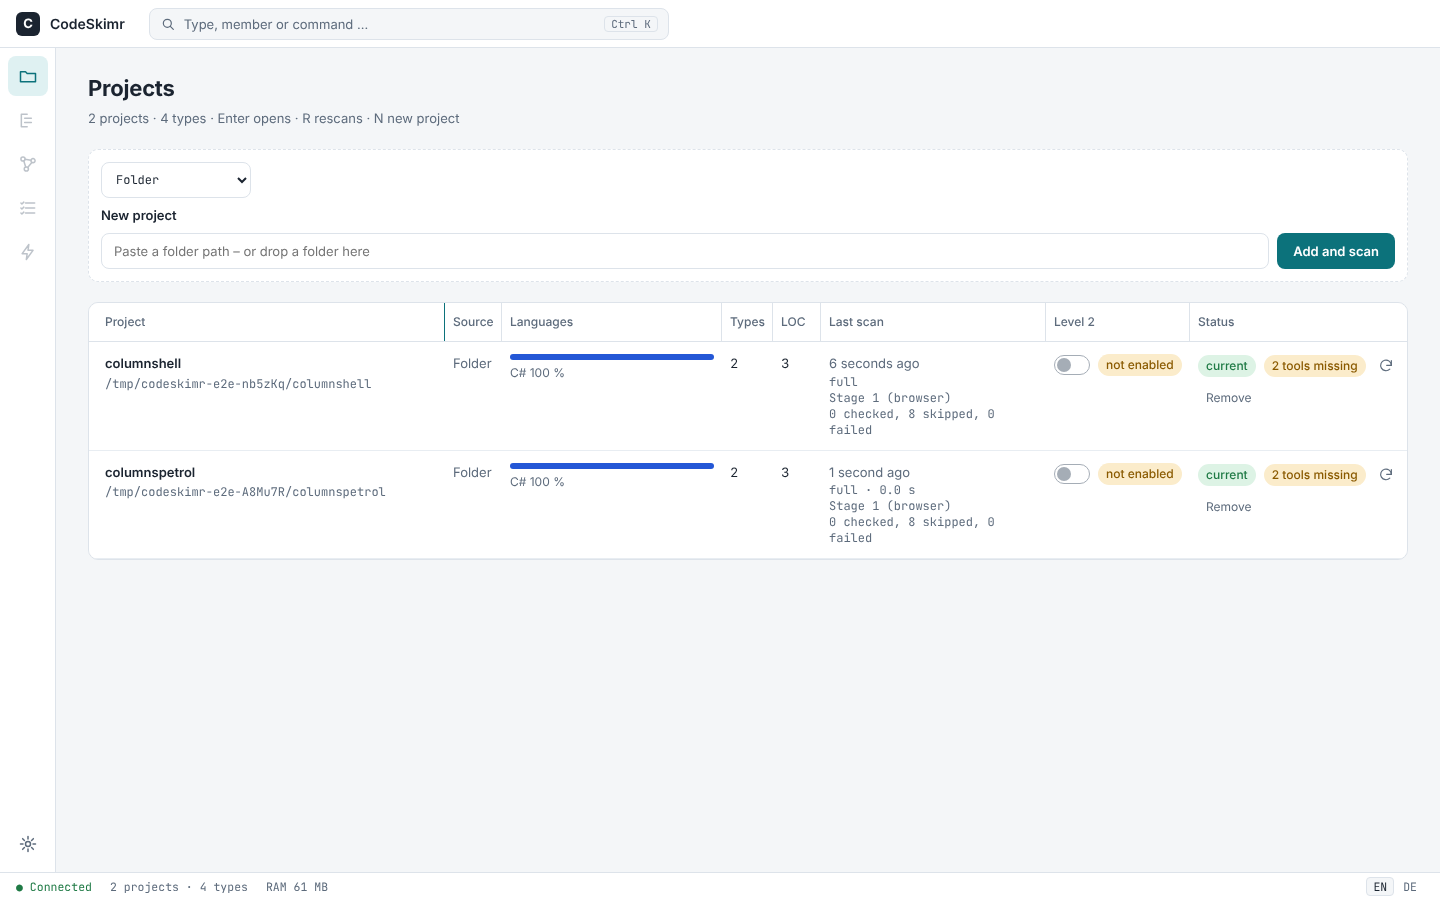 C CodeSkimr Type, member or command ... Ctrl K
Projects
2 projects · 4 types · Enter opens · R rescans · N new project
Folder
New project
Paste a folder path – or drop a folder here Add and scan
Project Source Languages Types LOC Last scan Level 2 Status
columnshell Folder C# 100 % 2 3 6 seconds ago not enabled current 2 tools missing
/tmp/codeskimr-e2e-nb5zKq/columnshell
full
Stage 1 (browser)
Remove
0 checked, 8 skipped, 0
failed
columnspetrol Folder C# 100 % 2 3 1 second ago not enabled current 2 tools missing
/tmp/codeskimr-e2e-A8Mu7R/columnspetrol
full · 0.0 s
Stage 1 (browser)
Remove
0 checked, 8 skipped, 0
failed
Connected 2 projects · 4 types RAM 61 MB EN DE